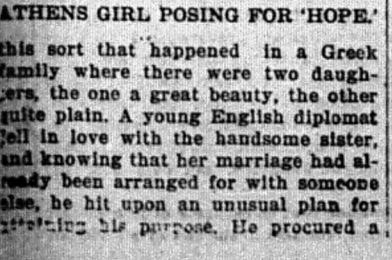 ATHENS GIRL POSING FOR 'HOPE.'
this sort that happened in a Greek
family where there were two daugh-
ters, the one a great beauty, the other
quite plain. A young English diplomat
fell in love with the handsome sister,
and knowing that her marriage had al-
ready been arranged for with someone
else, he hit upon an unusual plan for
attaining his purpose. He procured a